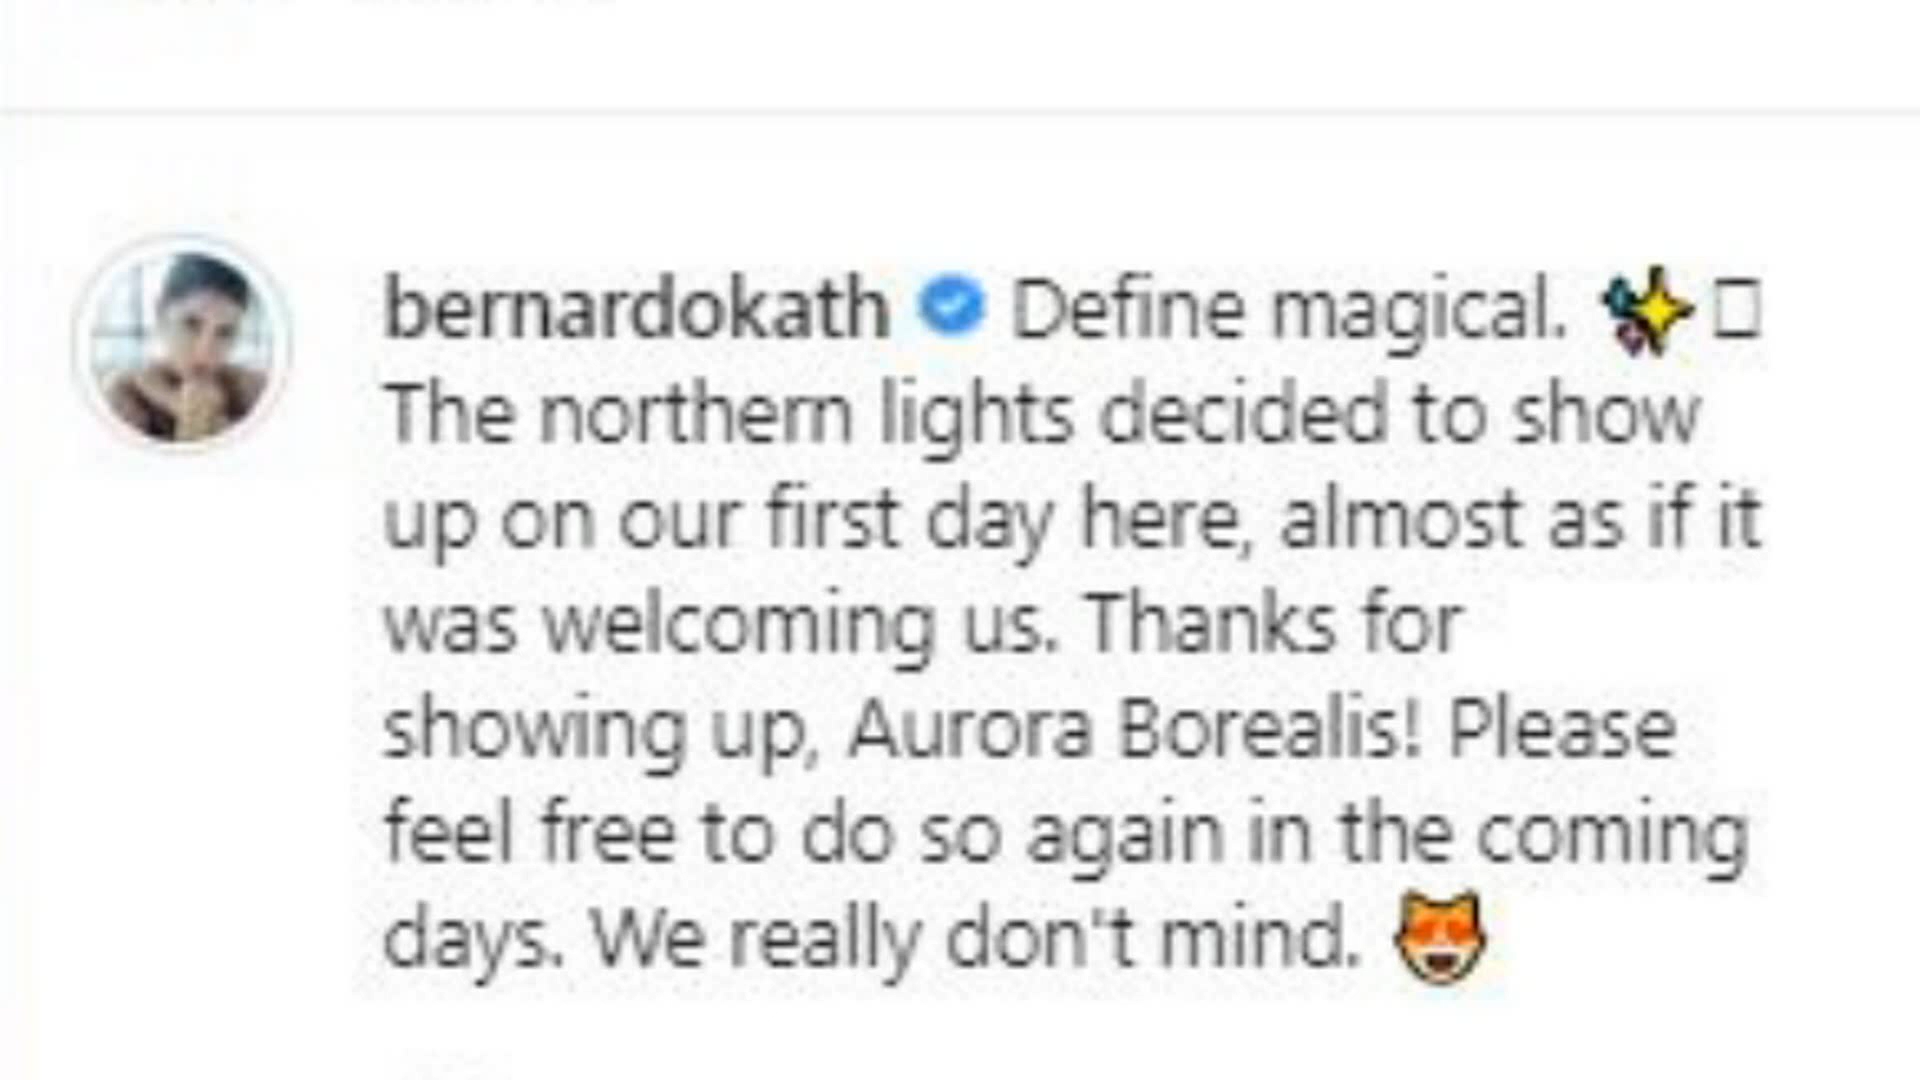 bernardokath Define magical. ✨□
The northern lights decided to show
up on our first day here, almost as if it
was welcoming us. Thanks for
showing up, Aurora Borealis! Please
feel free to do so again in the coming
days. We really don't mind. 😻